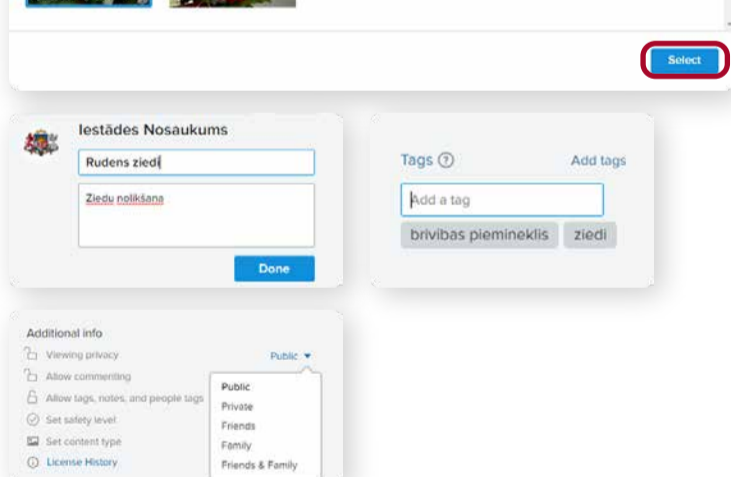 Select
Iestādes Nosaukums
Rudens ziedi
Ziedu nolikšana
Done
Tags ?
Add tags
Add a tag
brivibas piemineklis
ziedi
Additional info
Viewing privacy
Public
Allow commenting
Allow tags, notes, and people tags
Set safety level
Set content type
License History
Public
Private
Friends
Family
Friends & Family